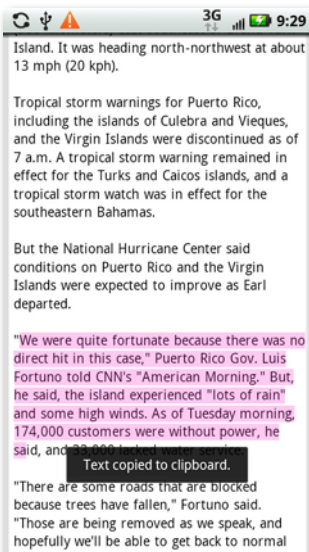 3G 9:29
Island. It was heading north-northwest at about
13 mph (20 kph).
Tropical storm warnings for Puerto Rico,
including the islands of Culebra and Vieques,
and the Virgin Islands were discontinued as of
7 a.m. A tropical storm warning remained in
effect for the Turks and Caicos islands, and a
tropical storm watch was in effect for the
southeastern Bahamas.
But the National Hurricane Center said
conditions on Puerto Rico and the Virgin
Islands were expected to improve as Earl
departed.
"We were quite fortunate because there was no
direct hit in this case," Puerto Rico Gov. Luis
Fortuno told CNN's "American Morning." But,
he said, the island experienced "lots of rain"
and some high winds. As of Tuesday morning,
174,000 customers were without power, he
said, and 33,000 lacked water service.
Text copied to clipboard.
"There are some roads that are blocked
because trees have fallen," Fortuno said.
"Those are being removed as we speak, and
hopefully we'll be able to get back to normal